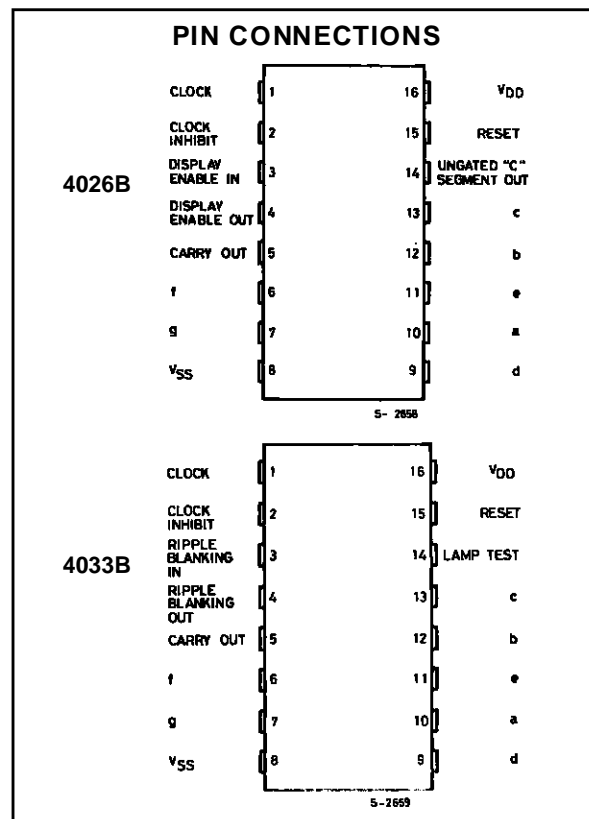 PIN CONNECTIONS
4026B
CLOCK 1 16 VDD
CLOCK INHIBIT 2 15 RESET
DISPLAY ENABLE IN 3 14 UNGATED "C" SEGMENT OUT
DISPLAY ENABLE OUT 4 13 c
CARRY OUT 5 12 b
f 6 11 e
g 7 10 a
VSS 8 9 d
S- 2658
4033B
CLOCK 1 16 VDD
CLOCK INHIBIT 2 15 RESET
RIPPLE BLANKING IN 3 14 LAMP TEST
RIPPLE BLANKING OUT 4 13 c
CARRY OUT 5 12 b
f 6 11 e
g 7 10 a
VSS 8 9 d
S-2659